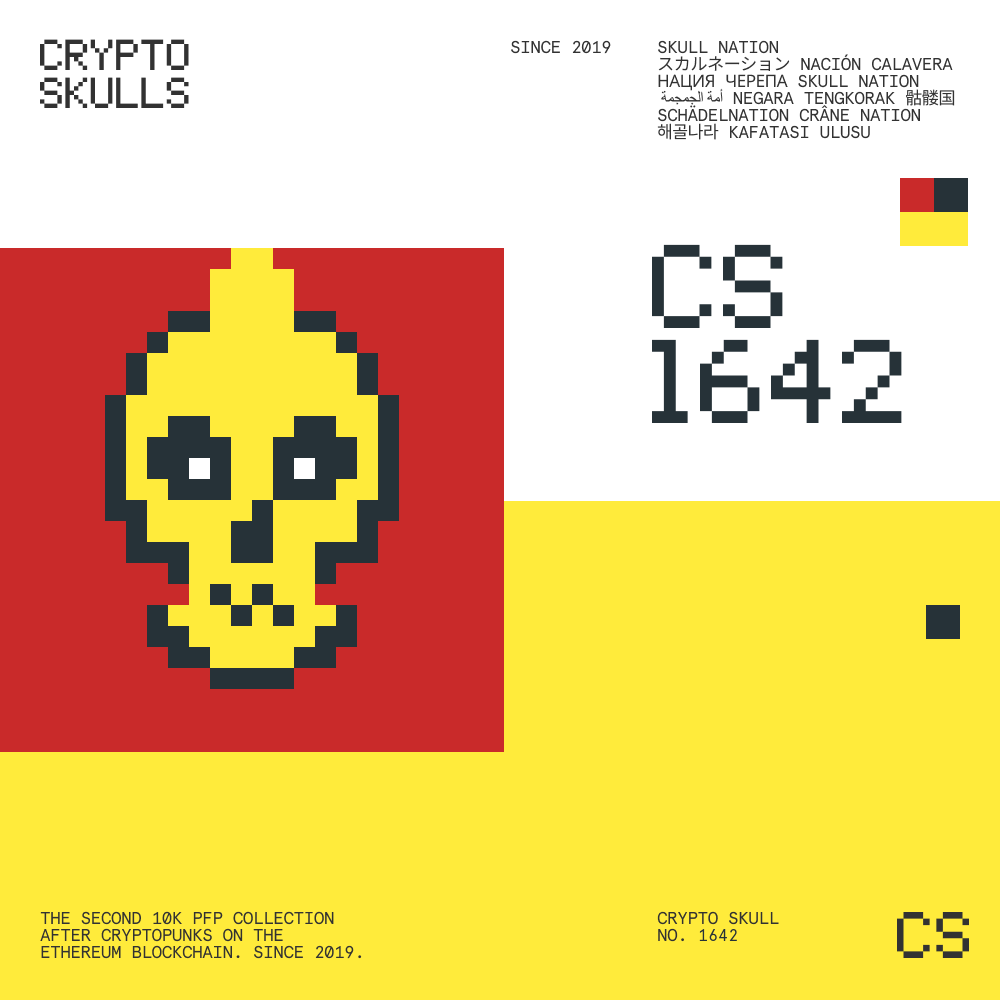 CRYPTO
SKULLS
SINCE 2019
SKULL NATION
スカルネーション NACIÓN CALAVERA
НАЦИЯ ЧЕРЕПА SKULL NATION
أمة الجمجمة NEGARA TENGKORAK 骷髅国
SCHÄDELNATION CRÂNE NATION
해골나라 KAFATASI ULUSU
CS
1642
THE SECOND 10K PFP COLLECTION
AFTER CRYPTOPUNKS ON THE
ETHEREUM BLOCKCHAIN. SINCE 2019.
CRYPTO SKULL
NO. 1642
CS